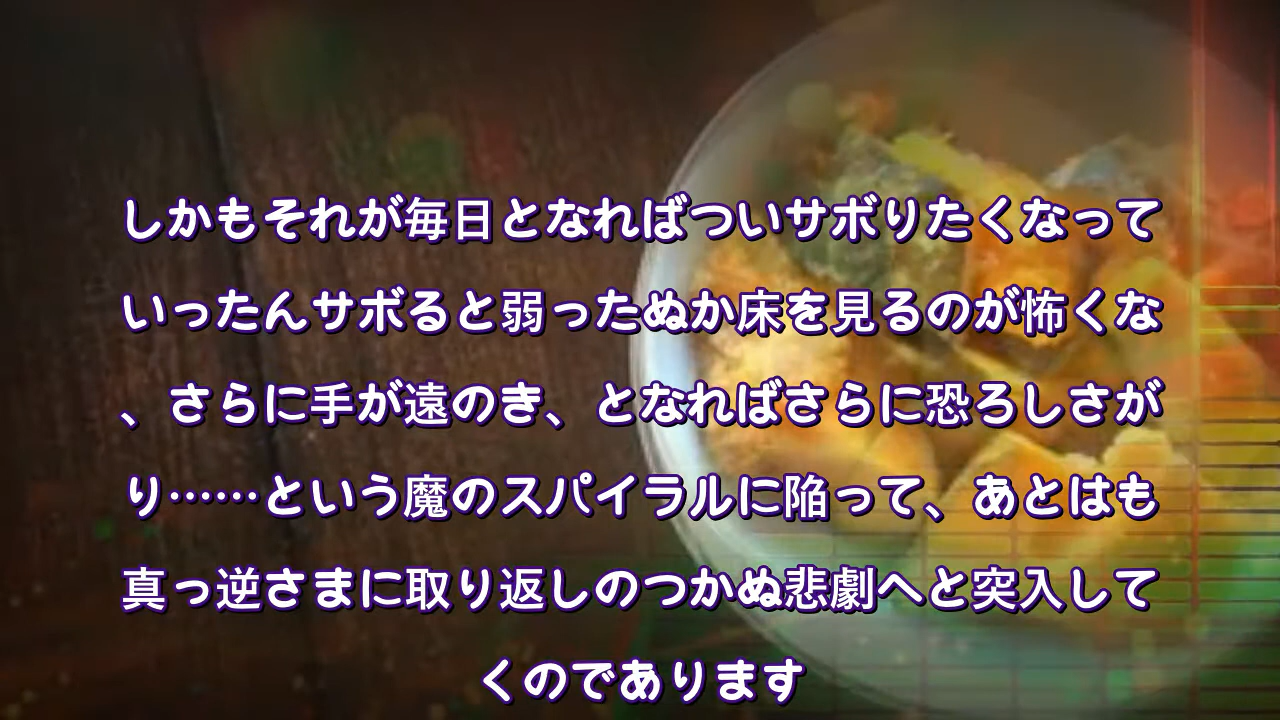 しかもそれが毎日となればついサボりたくなって
いったんサボると弱ったぬか床を見るのが怖くな
、さらに手が遠のき、となればさらに恐ろしさが
り……という魔のスパイラルに陥って、あとはも
真っ逆さまに取り返しのつかぬ悲劇へと突入して
くのであります